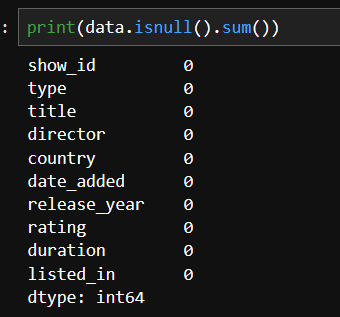 : print(data.isnull().sum())
show_id 0
type 0
title 0
director 0
country 0
date_added 0
release_year 0
rating 0
duration 0
listed_in 0
dtype: int64